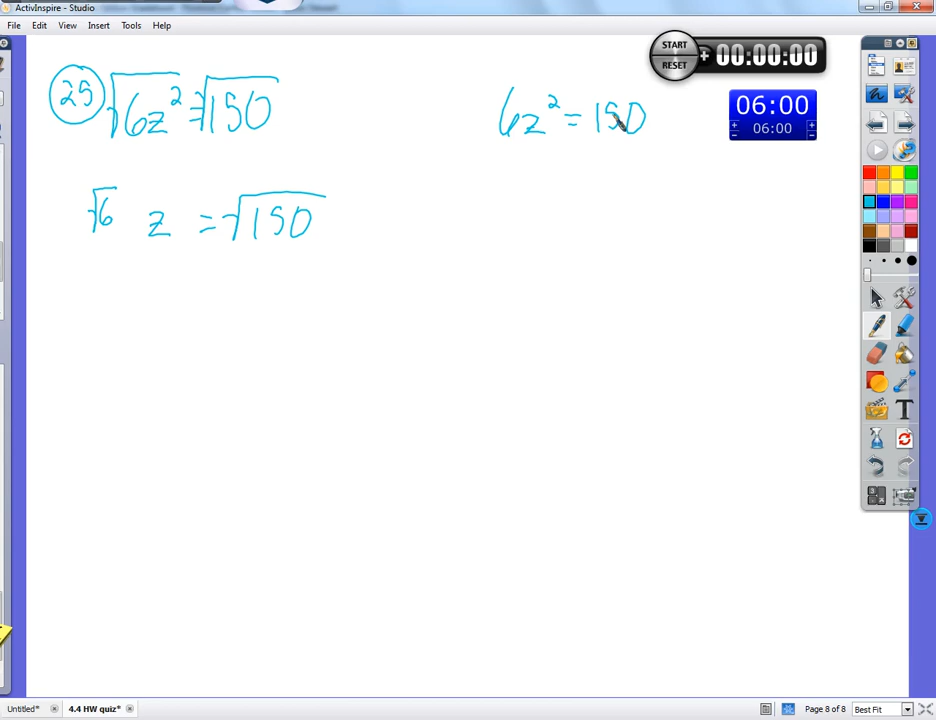 ActivInspire - Studio
File Edit View Insert Tools Help
START
RESET
00:00:00
06:00
06:00
25 √6z² = √150
6z² = 150
√6 z = √150
Untitled*
4.4 HW quiz*
Page 8 of 8
Best Fit